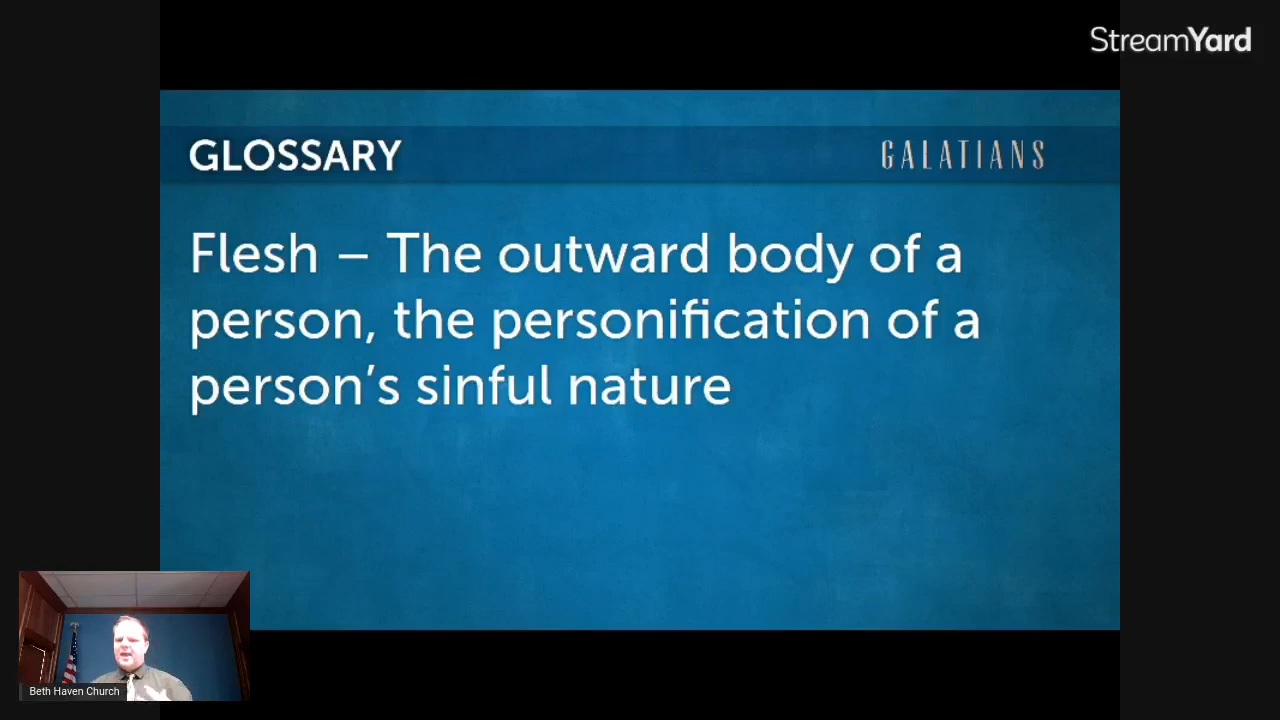 StreamYard
GLOSSARY
GALATIANS
Flesh – The outward body of a
person, the personification of a
person’s sinful nature
Beth Haven Church